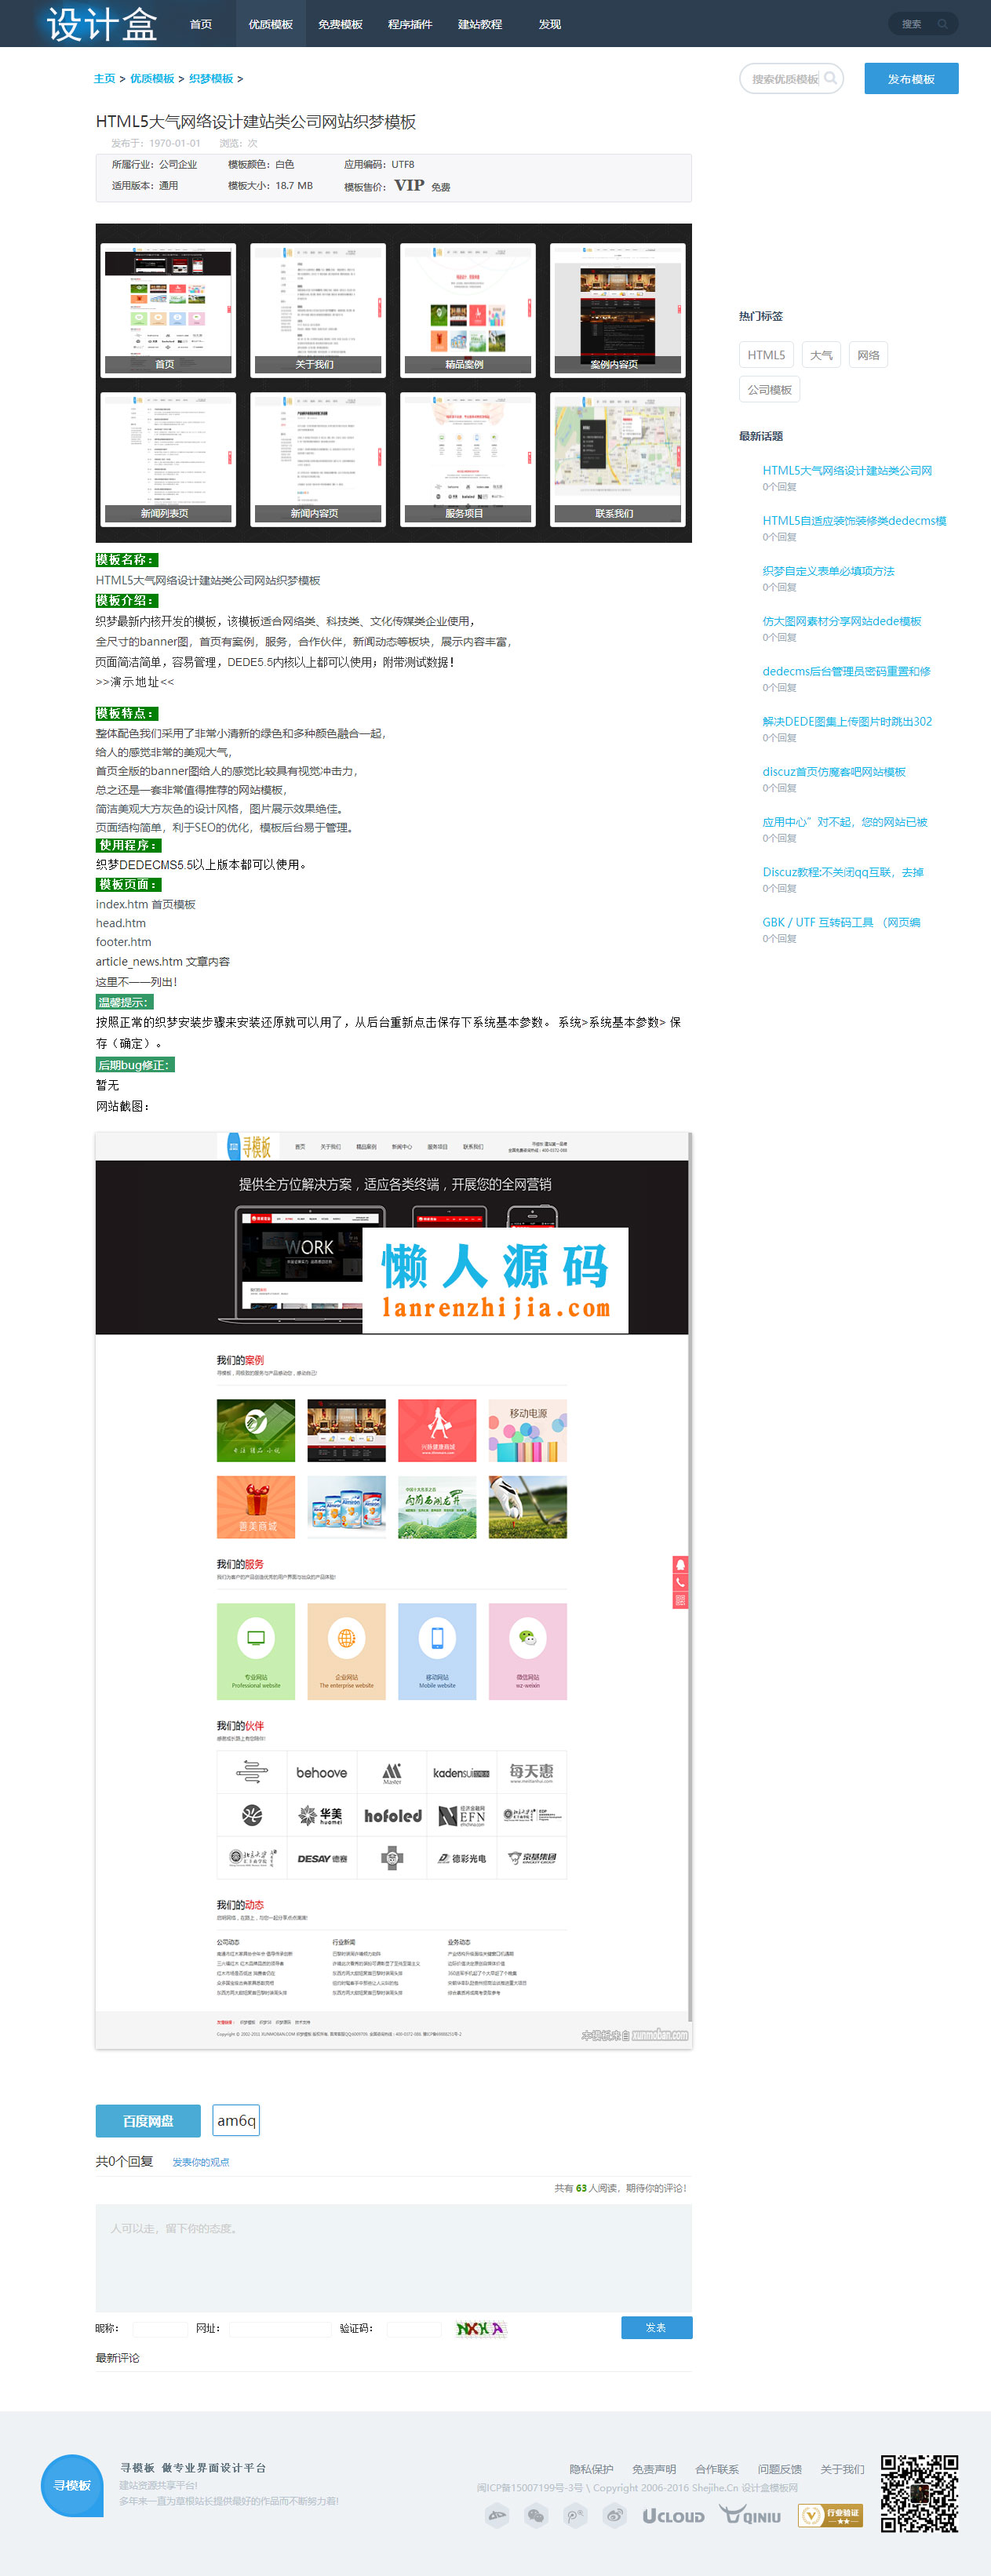 设计盒
首页 优质模板 免费模板 程序插件 建站教程 发现 搜索
主页 > 优质模板 > 织梦模板 >
搜索优质模板
发布模板
HTML5大气网络设计建站类公司网站织梦模板
发布于：1970-01-01 浏览：次
所属行业：公司企业 模板颜色：白色 应用编码：UTF8
适用版本：通用 模板大小：18.7 MB 模板售价： VIP 免费
首页 关于我们 精品案例 案例内容页
新闻列表页 新闻内容页 服务项目 联系我们
模板名称：
HTML5大气网络设计建站类公司网站织梦模板
模板介绍：
织梦最新内核开发的模板，该模板适合网络类、科技类、文化传媒类企业使用，
全尺寸的banner图，首页有案例，服务，合作伙伴，新闻动态等板块，展示内容丰富，
页面简洁简单，容易管理，DEDE5.5内核以上都可以使用；附带测试数据！
>>演示地址<<
模板特点：
整体配色我们采用了非常小清新的绿色和多种颜色融合一起，
给人的感觉非常的美观大气，
首页全版的banner图给人的感觉比较具有视觉冲击力，
总之还是一套非常值得推荐的网站模板，
简洁美观大方灰色的设计风格，图片展示效果绝佳。
页面结构简单，利于SEO的优化，模板后台易于管理。
使用程序：
织梦DEDECMS5.5以上版本都可以使用。
模板页面：
index.htm 首页模板
head.htm
footer.htm
article_news.htm 文章内容
这里不一一列出！
温馨提示：
按照正常的织梦安装步骤来安装还原就可以用了，从后台重新点击保存下系统基本参数。 系统>系统基本参数> 保
存（确定）。
后期bug修正：
暂无
网站截图：
热门标签
HTML5 大气 网络
公司模板
最新话题
HTML5大气网络设计建站类公司网
0个回复
HTML5自适应装饰装修类dedecms模
0个回复
织梦自定义表单必填项方法
0个回复
仿大图网素材分享网站dede模板
0个回复
dedecms后台管理员密码重置和修
0个回复
解决DEDE图集上传图片时跳出302
0个回复
discuz首页仿魔客吧网站模板
0个回复
应用中心”对不起，您的网站已被
0个回复
Discuz教程:不关闭qq互联，去掉
0个回复
GBK / UTF 互转码工具 （网页编
0个回复
寻模板 首页 关于我们 精品案例 新闻中心 服务项目 联系我们
提供全方位解决方案，适应各类终端，开展您的全网营销
WORK
懒人源码
lanrenzhijia.com
我们的案例
移动电源
善美商城
我们的服务
专业网站 企业网站 移动网站 微信网站
Professional website The enterprise website Mobile website wz-weixin
我们的伙伴
behoove Master kadensui 每天惠
华美 huamei hofoled EFN
DESAY 德赛 德彩光电 京基集团
我们的动态
公司动态 行业新闻 业务动态
本模板来自 xunmoban.com
百度网盘 am6q
共0个回复 发表你的观点
共有 63 人阅读，期待你的评论！
人可以走，留下你的态度。
昵称： 网址： 验证码： NXHA 发表
最新评论
寻模板
寻模板 做专业界面设计平台
建站资源共享平台!
多年来一直为草根站长提供最好的作品而不断努力着!
隐私保护 免责声明 合作联系 问题反馈 关于我们
闽ICP备15007199号-3号 \ Copyright 2006-2016 Shejihe.Cn 设计盒模板网
UCLOUD QINIU 行业验证